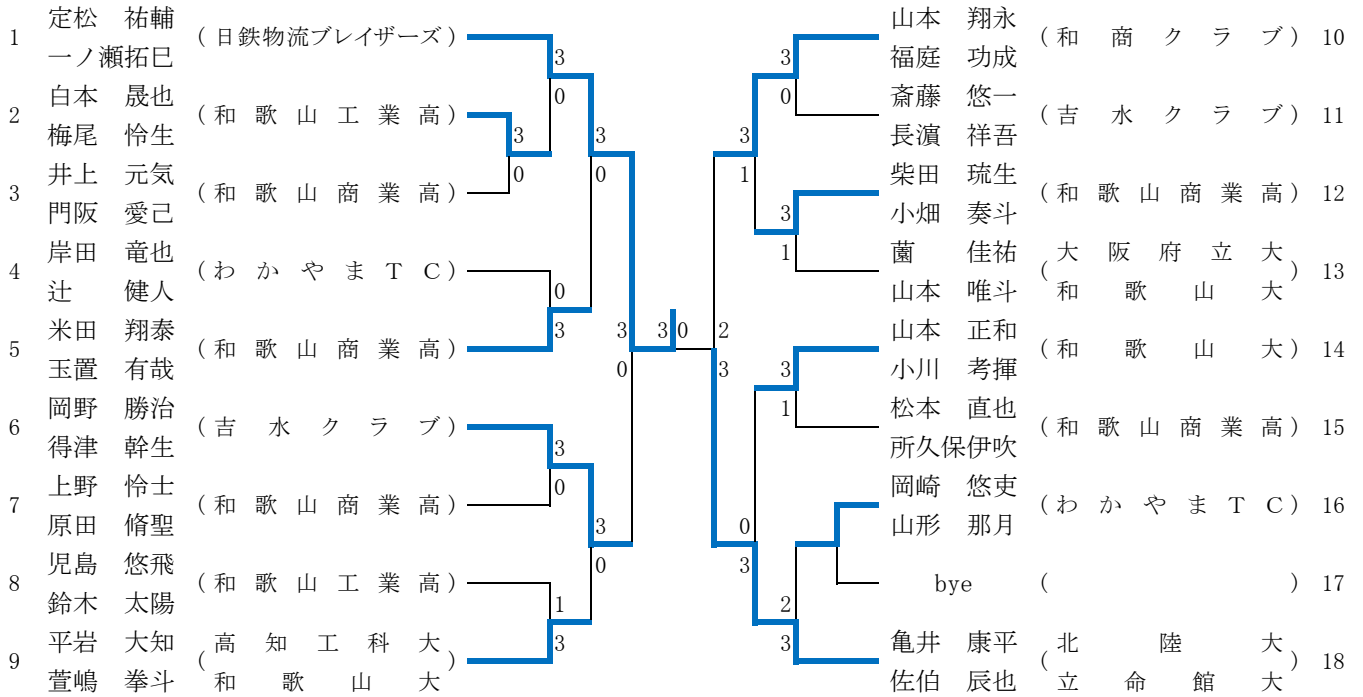 1 定松 祐輔 一ノ瀬拓巳 (日鉄物流ブレイザーズ)
2 白本 晟也 梅尾 怜生 (和歌山工業高)
3 井上 元気 門阪 愛己 (和歌山商業高)
4 岸田 竜也 辻 健人 (わかやまTC)
5 米田 翔泰 玉置 有哉 (和歌山商業高)
6 岡野 勝治 得津 幹生 (吉水クラブ)
7 上野 怜士 原田 脩聖 (和歌山商業高)
8 児島 悠飛 鈴木 太陽 (和歌山工業高)
9 平岩 大知 萱嶋 拳斗 (高知工科大 和歌山大)
3
0
3
0
3
0
0
3
3
0
3
0
3
0
1
3
3 0
2
3
3
0
3
1
3
1
3
1
0
3
2
3
山本 翔永 福庭 功成 (和商クラブ) 10
斎藤 悠一 長濵 祥吾 (吉水クラブ) 11
柴田 琉生 小畑 奏斗 (和歌山商業高) 12
薗 佳祐 山本 唯斗 (大阪府立大 和歌山大) 13
山本 正和 小川 考揮 (和歌山大) 14
松本 直也 所久保伊吹 (和歌山商業高) 15
岡崎 悠吏 山形 那月 (わかやまTC) 16
bye ( ) 17
亀井 康平 佐伯 辰也 (北陸大 立命館大) 18